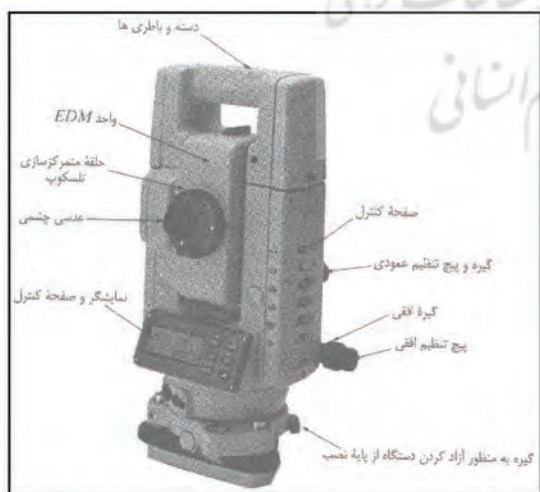 دسته و باطری ها
واحد EDM
حلقهٔ متمرکزسازی
تلسکوپ
عدسی چشمی
نمایشگر و صفحهٔ کنترل
صفحهٔ کنترل
گیره و پیچ تنظیم عمودی
گیرهٔ افقی
پیچ تنظیم افقی
گیره به منظور آزاد کردن دستگاه از پایهٔ نصب
م انسانی